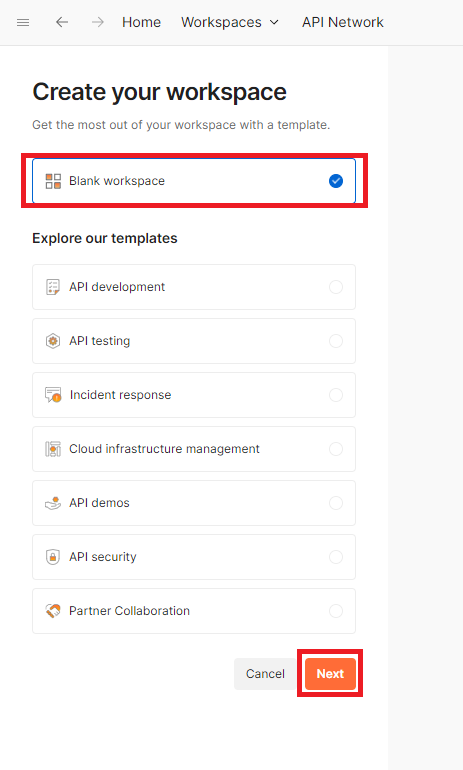 Home Workspaces API Network
Create your workspace
Get the most out of your workspace with a template.
Blank workspace
Explore our templates
API development
API testing
Incident response
Cloud infrastructure management
API demos
API security
Partner Collaboration
Cancel Next